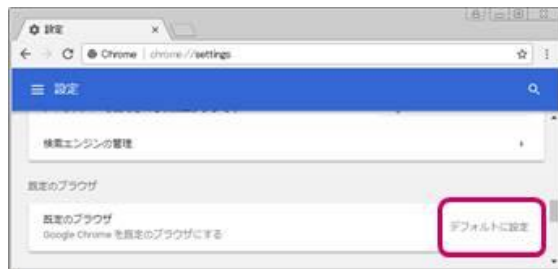 設定
Chrome | chrome://settings
設定
検索エンジンの管理
既定のブラウザ
既定のブラウザ
Google Chrome を既定のブラウザにする
デフォルトに設定